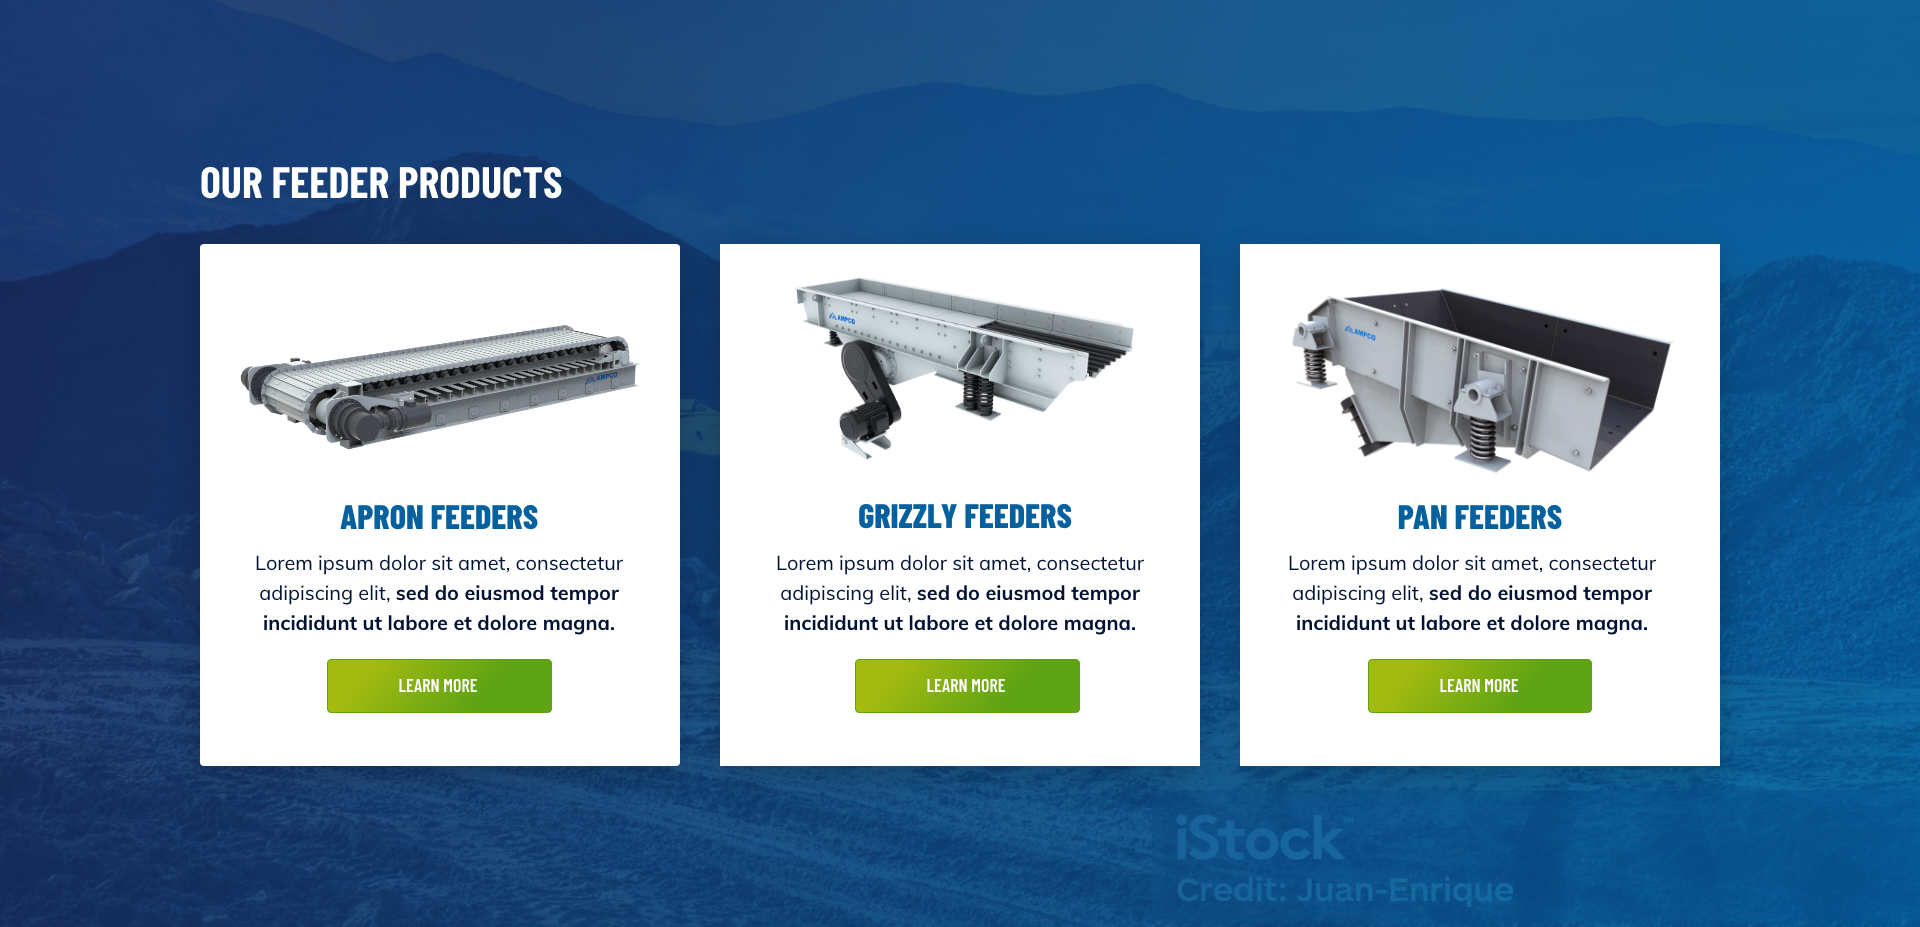 OUR FEEDER PRODUCTS
AMPCO
AMPCO
AMPCO
APRON FEEDERS
Lorem ipsum dolor sit amet, consectetur
adipiscing elit, sed do eiusmod tempor
incididunt ut labore et dolore magna.
LEARN MORE
GRIZZLY FEEDERS
Lorem ipsum dolor sit amet, consectetur
adipiscing elit, sed do eiusmod tempor
incididunt ut labore et dolore magna.
LEARN MORE
PAN FEEDERS
Lorem ipsum dolor sit amet, consectetur
adipiscing elit, sed do eiusmod tempor
incididunt ut labore et dolore magna.
LEARN MORE
iStock™
Credit: Juan-Enrique